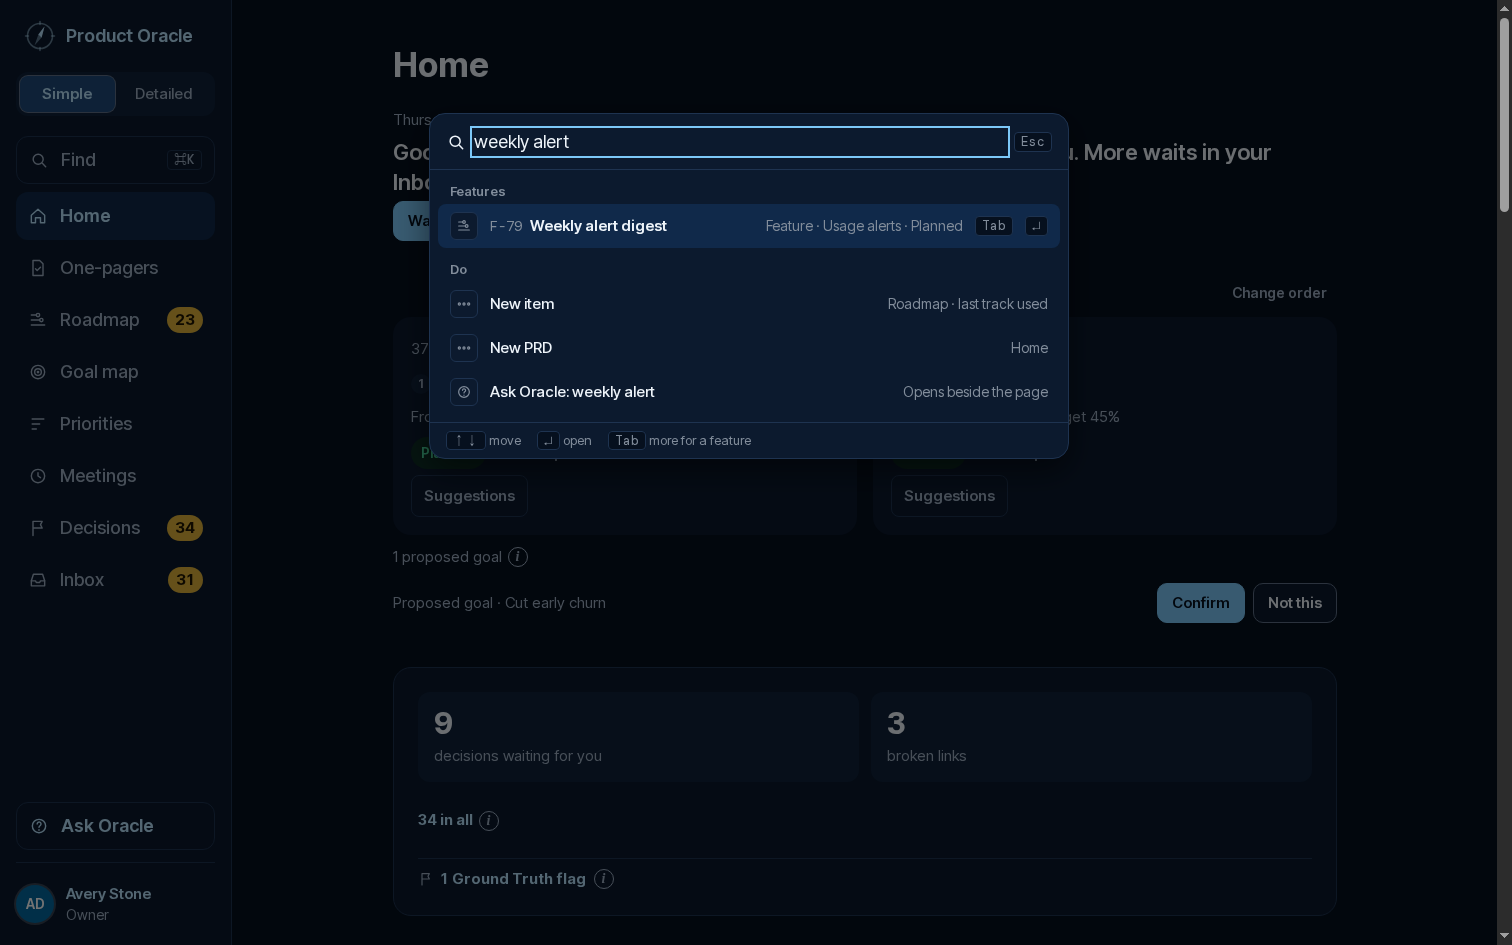 Product Oracle
Simple
Detailed
Find
⌘K
Home
One-pagers
Roadmap
23
Goal map
Priorities
Meetings
Decisions
34
Inbox
31
Ask Oracle
AD
Avery Stone
Owner
Home
Thurs
weekly alert
Esc
More waits in your
Inbo
Features
F-79 Weekly alert digest
Feature · Usage alerts · Planned
Tab
↵
Do
New item
Roadmap · last track used
New PRD
Home
Ask Oracle: weekly alert
Opens beside the page
↑ ↓ move
↵ open
Tab more for a feature
Change order
37
1
get 45%
Suggestions
Suggestions
1 proposed goal
i
Proposed goal · Cut early churn
Confirm
Not this
9
decisions waiting for you
3
broken links
34 in all
i
1 Ground Truth flag
i